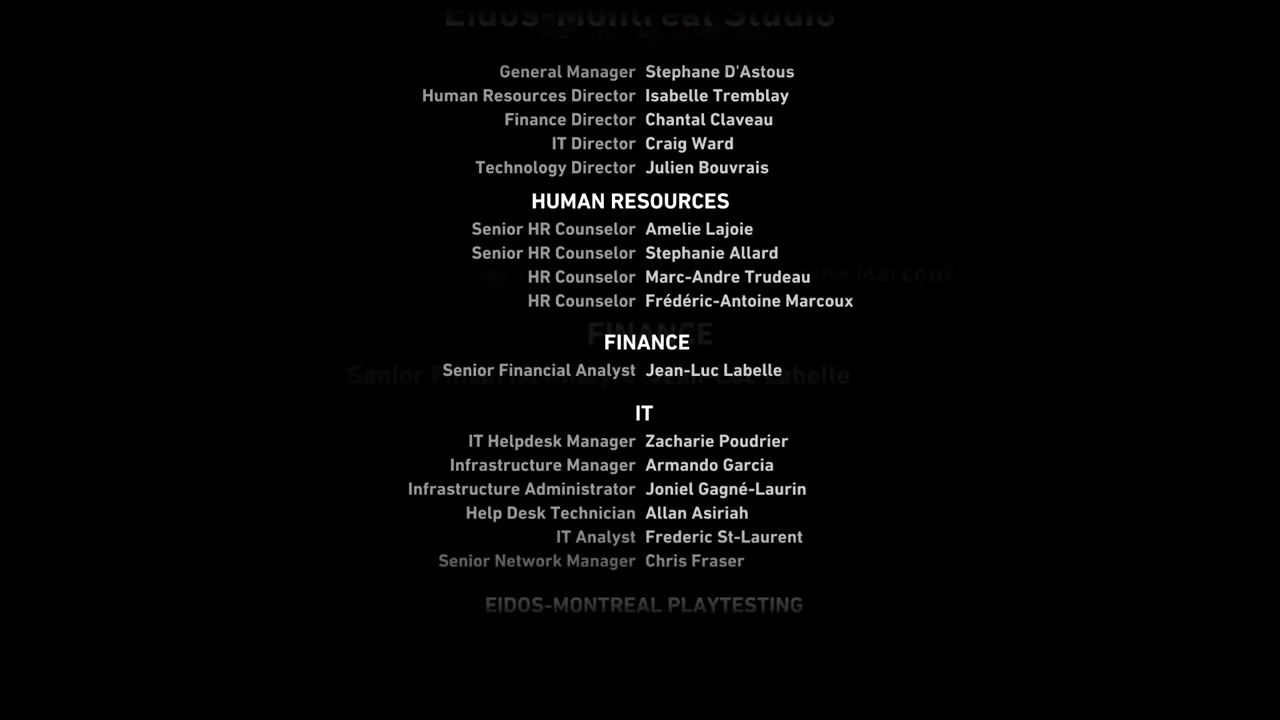 Eidos-Montreal Studio
General Manager Stephane D'Astous
Human Resources Director Isabelle Tremblay
Finance Director Chantal Claveau
IT Director Craig Ward
Technology Director Julien Bouvrais
HUMAN RESOURCES
Senior HR Counselor Amelie Lajoie
Senior HR Counselor Stephanie Allard
HR Counselor Marc-Andre Trudeau
HR Counselor Frédéric-Antoine Marcoux
FINANCE
Senior Financial Analyst Jean-Luc Labelle
IT
IT Helpdesk Manager Zacharie Poudrier
Infrastructure Manager Armando Garcia
Infrastructure Administrator Joniel Gagné-Laurin
Help Desk Technician Allan Asiriah
IT Analyst Frederic St-Laurent
Senior Network Manager Chris Fraser
EIDOS-MONTREAL PLAYTESTING